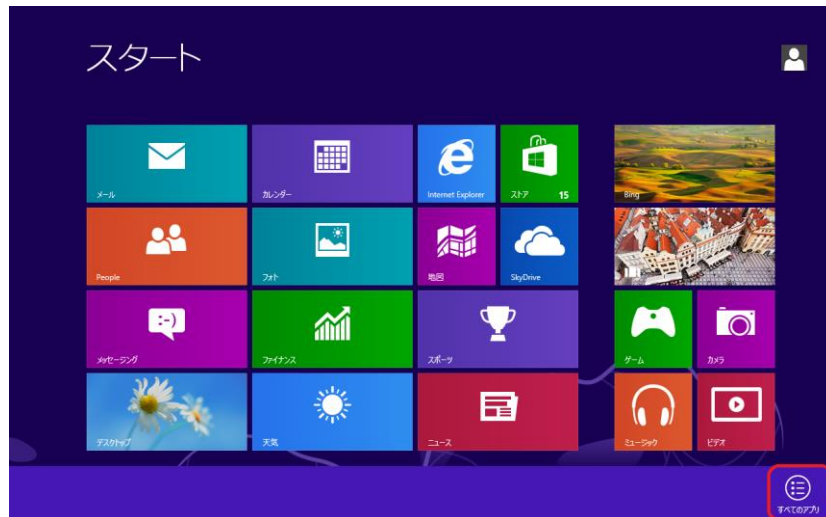 スタート
メール
カレンダー
Internet Explorer
ストア 15
Bing
People
フォト
地図
SkyDrive
メッセージング
ファイナンス
スポーツ
ゲーム
カメラ
デスクトップ
天気
ニュース
ミュージック
ビデオ
すべてのアプリ